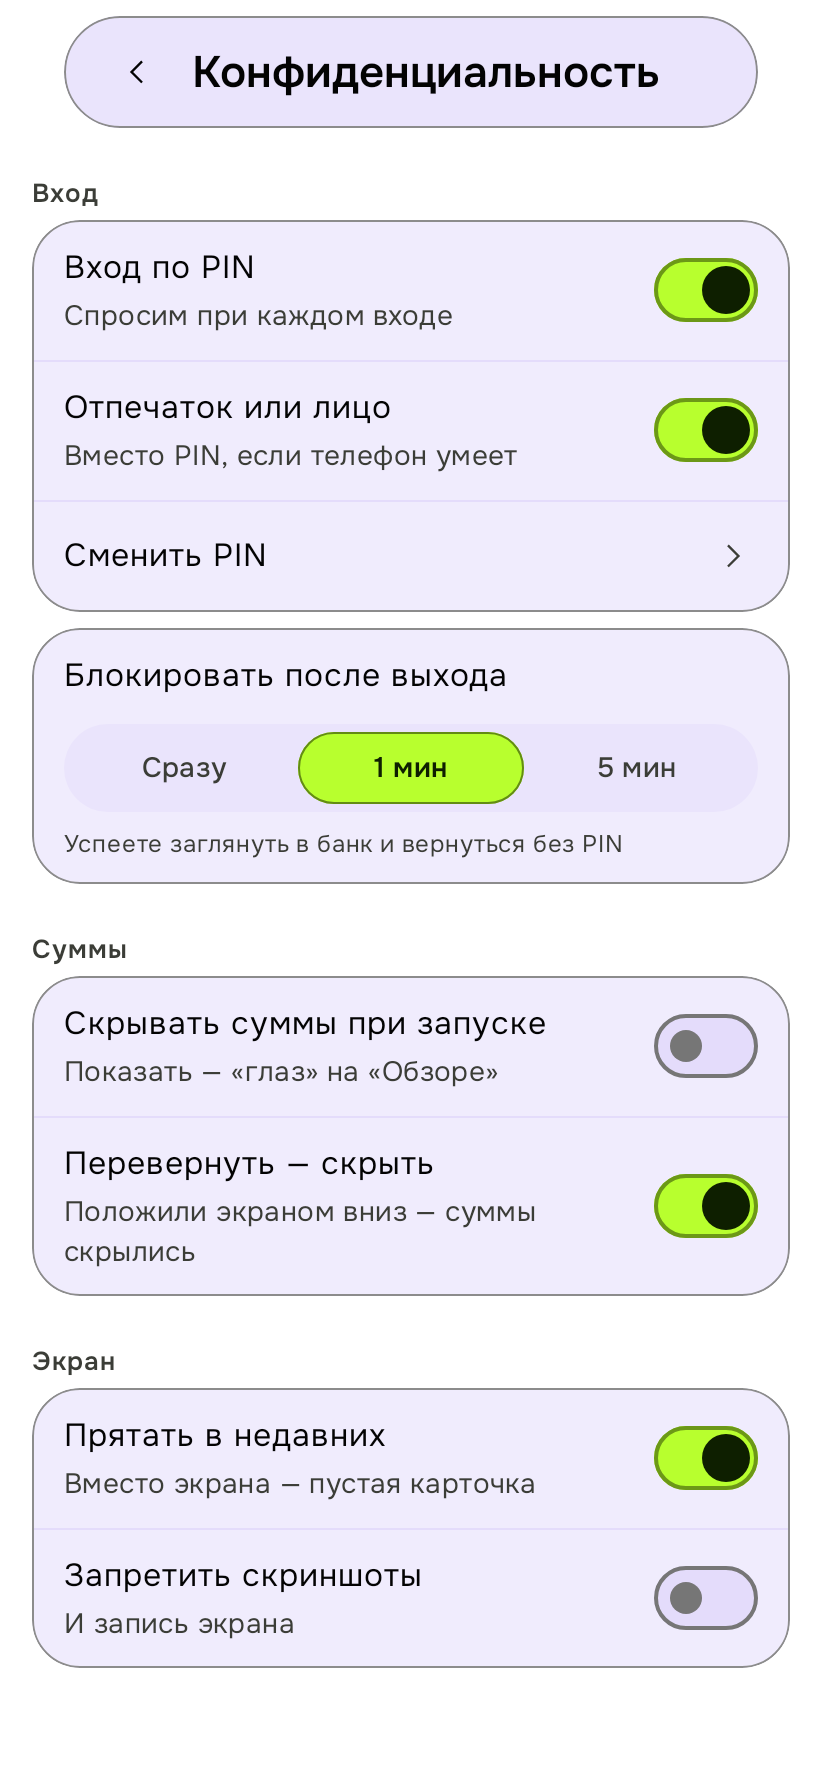 Конфиденциальность
Вход
Вход по PIN
Спросим при каждом входе
Отпечаток или лицо
Вместо PIN, если телефон умеет
Сменить PIN
Блокировать после выхода
Сразу
1 мин
5 мин
Успеете заглянуть в банк и вернуться без PIN
Суммы
Скрывать суммы при запуске
Показать — «глаз» на «Обзоре»
Перевернуть — скрыть
Положили экраном вниз — суммы
скрылись
Экран
Прятать в недавних
Вместо экрана — пустая карточка
Запретить скриншоты
И запись экрана